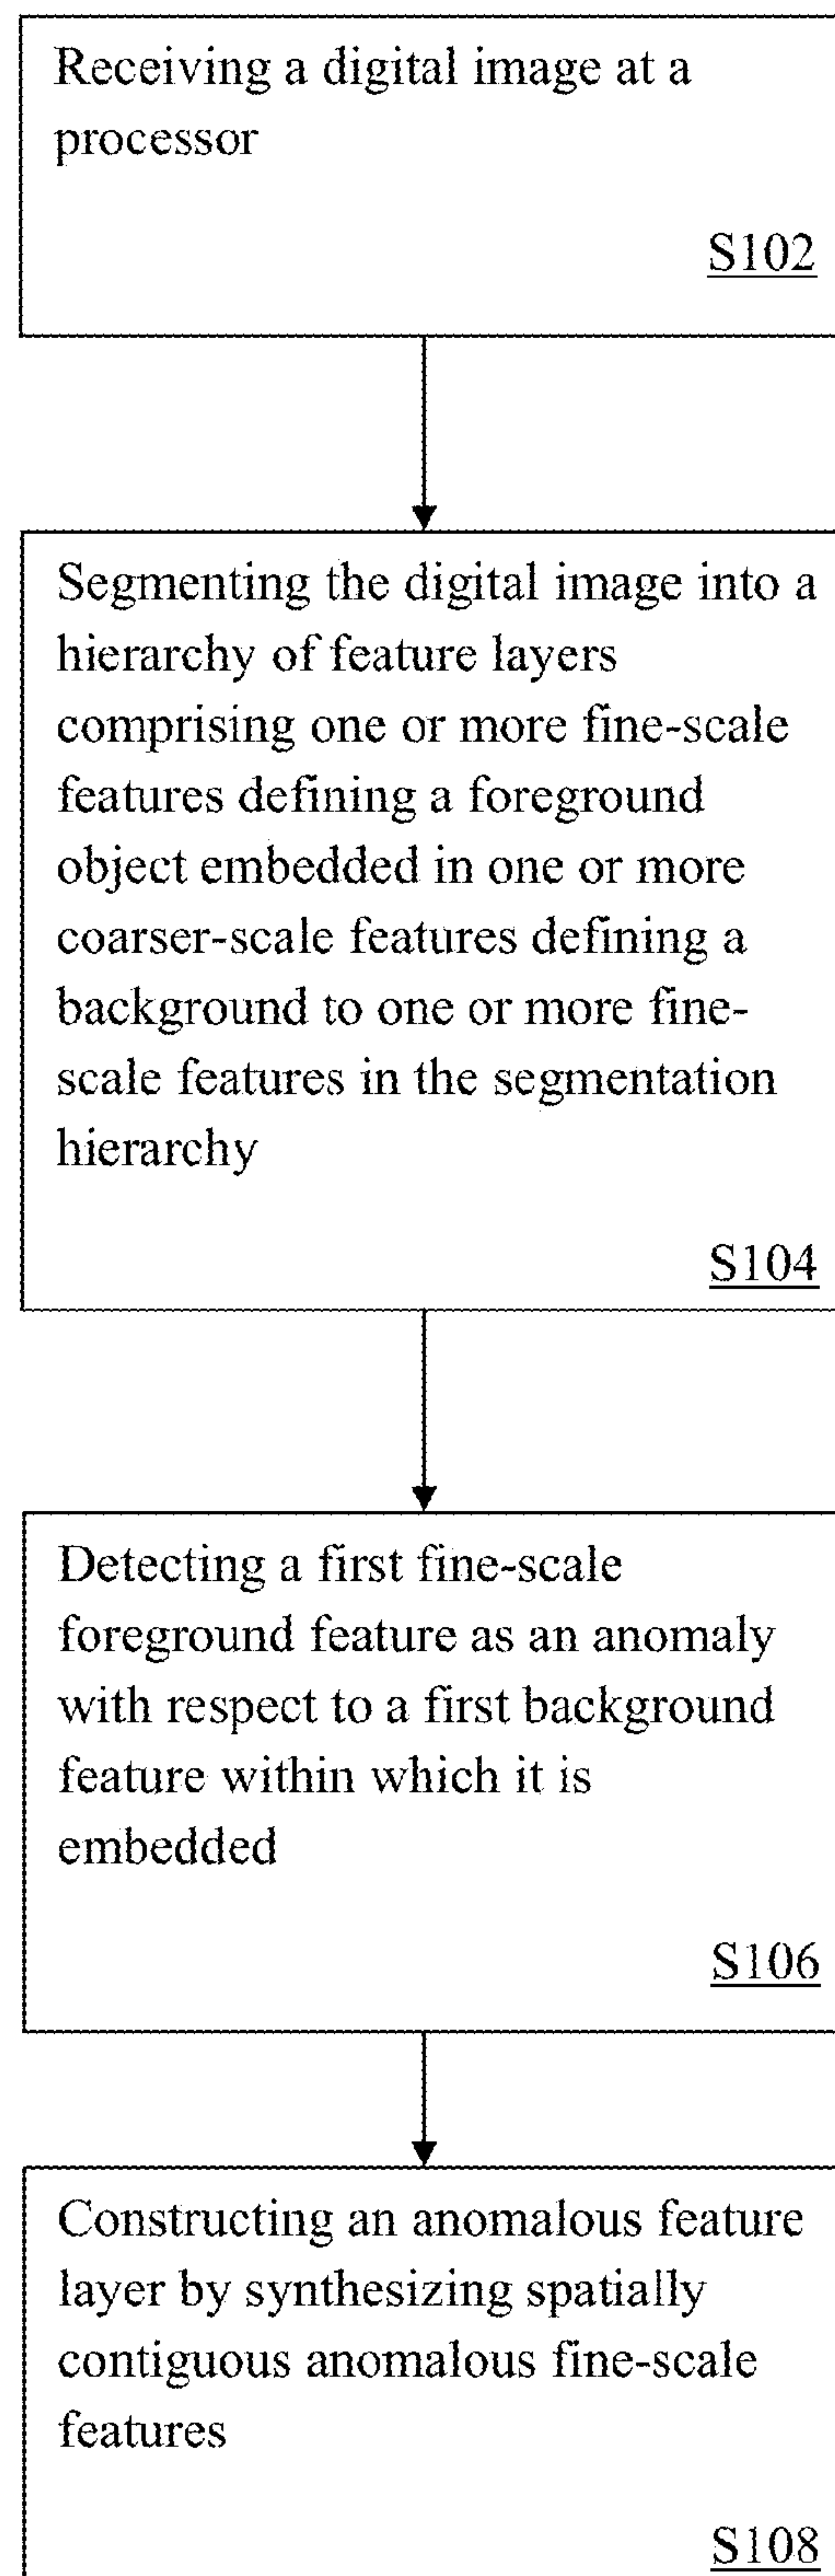 Receiving a digital image at a
processor
S102
Segmenting the digital image into a
hierarchy of feature layers
comprising one or more fine-scale
features defining a foreground
object embedded in one or more
coarser-scale features defining a
background to one or more fine-
scale features in the segmentation
hierarchy
S104
Detecting a first fine-scale
foreground feature as an anomaly
with respect to a first background
feature within which it is
embedded
S106
Constructing an anomalous feature
layer by synthesizing spatially
contiguous anomalous fine-scale
features
S108